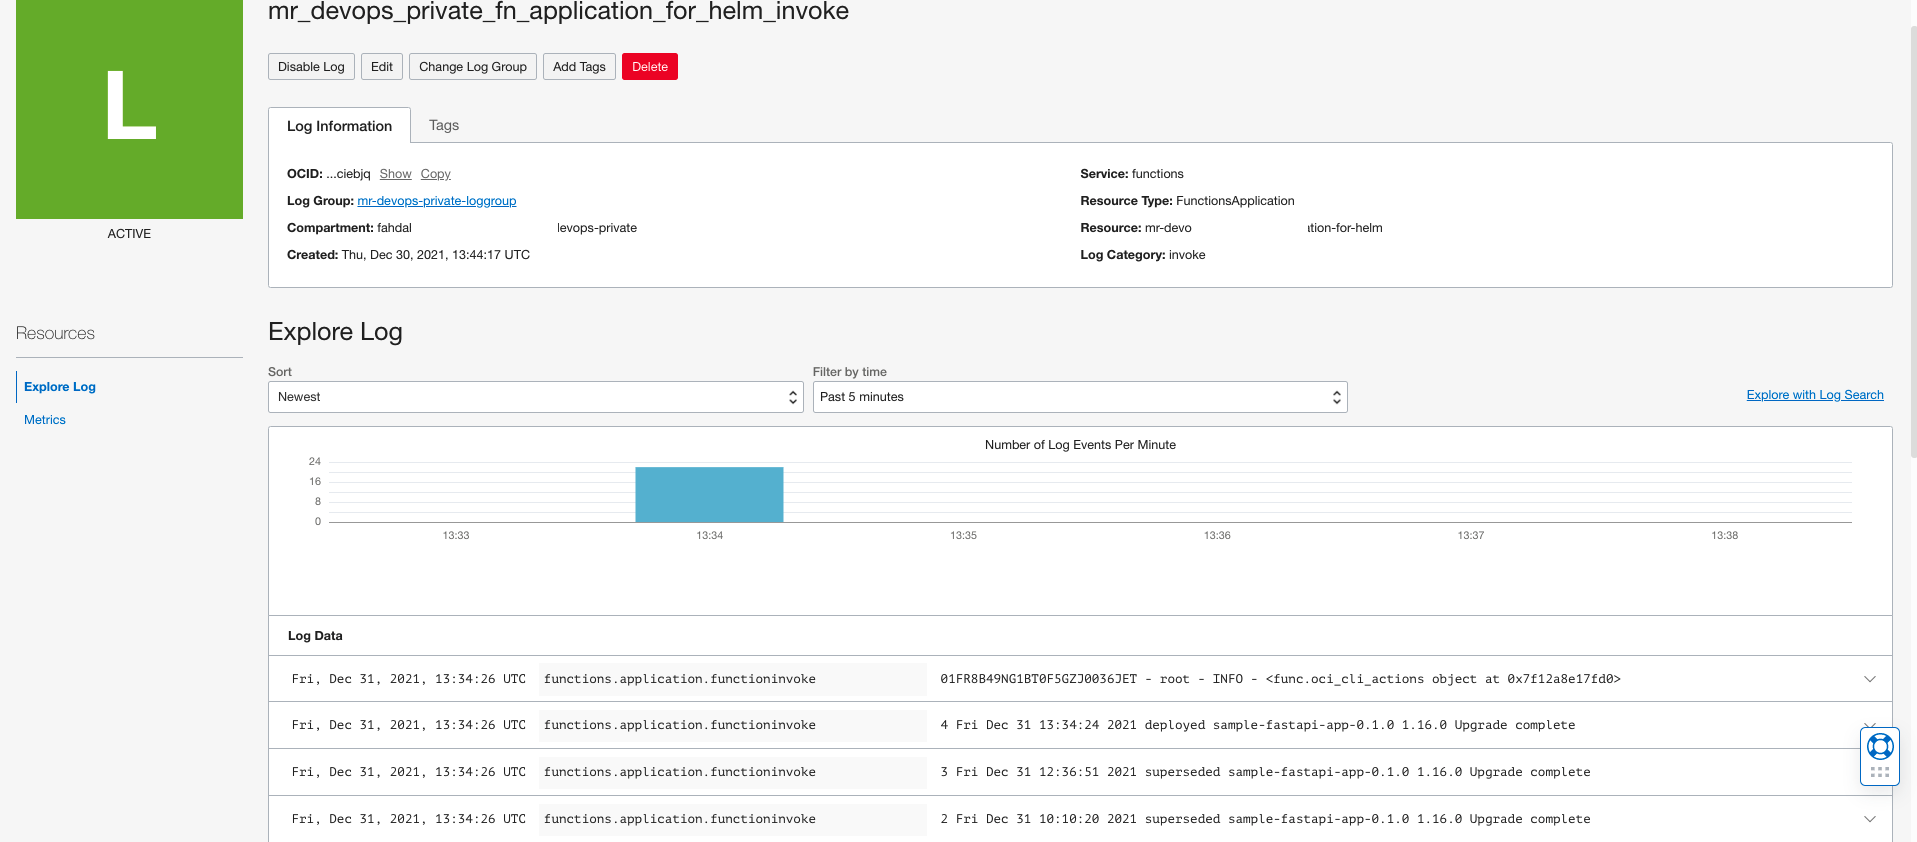 mr_devops_private_fn_application_for_helm_invoke
L
Disable Log Edit Change Log Group Add Tags Delete
ACTIVE
Log Information Tags
OCID: ...ciebjq Show Copy
Log Group: mr-devops-private-loggroup
Compartment: fahdal levops-private
Created: Thu, Dec 30, 2021, 13:44:17 UTC
Service: functions
Resource Type: FunctionsApplication
Resource: mr-devo tion-for-helm
Log Category: invoke
Resources
Explore Log
Metrics
Explore Log
Sort
Newest
Filter by time
Past 5 minutes
Explore with Log Search
Number of Log Events Per Minute
24
16
8
0
13:33 13:34 13:35 13:36 13:37 13:38
Log Data
Fri, Dec 31, 2021, 13:34:26 UTC functions.application.functioninvoke 01FR8B49NG1BT0F5GZJ0036JET - root - INFO - <func.oci_cli_actions object at 0x7f12a8e17fd0>
Fri, Dec 31, 2021, 13:34:26 UTC functions.application.functioninvoke 4 Fri Dec 31 13:34:24 2021 deployed sample-fastapi-app-0.1.0 1.16.0 Upgrade complete
Fri, Dec 31, 2021, 13:34:26 UTC functions.application.functioninvoke 3 Fri Dec 31 12:36:51 2021 superseded sample-fastapi-app-0.1.0 1.16.0 Upgrade complete
Fri, Dec 31, 2021, 13:34:26 UTC functions.application.functioninvoke 2 Fri Dec 31 10:10:20 2021 superseded sample-fastapi-app-0.1.0 1.16.0 Upgrade complete